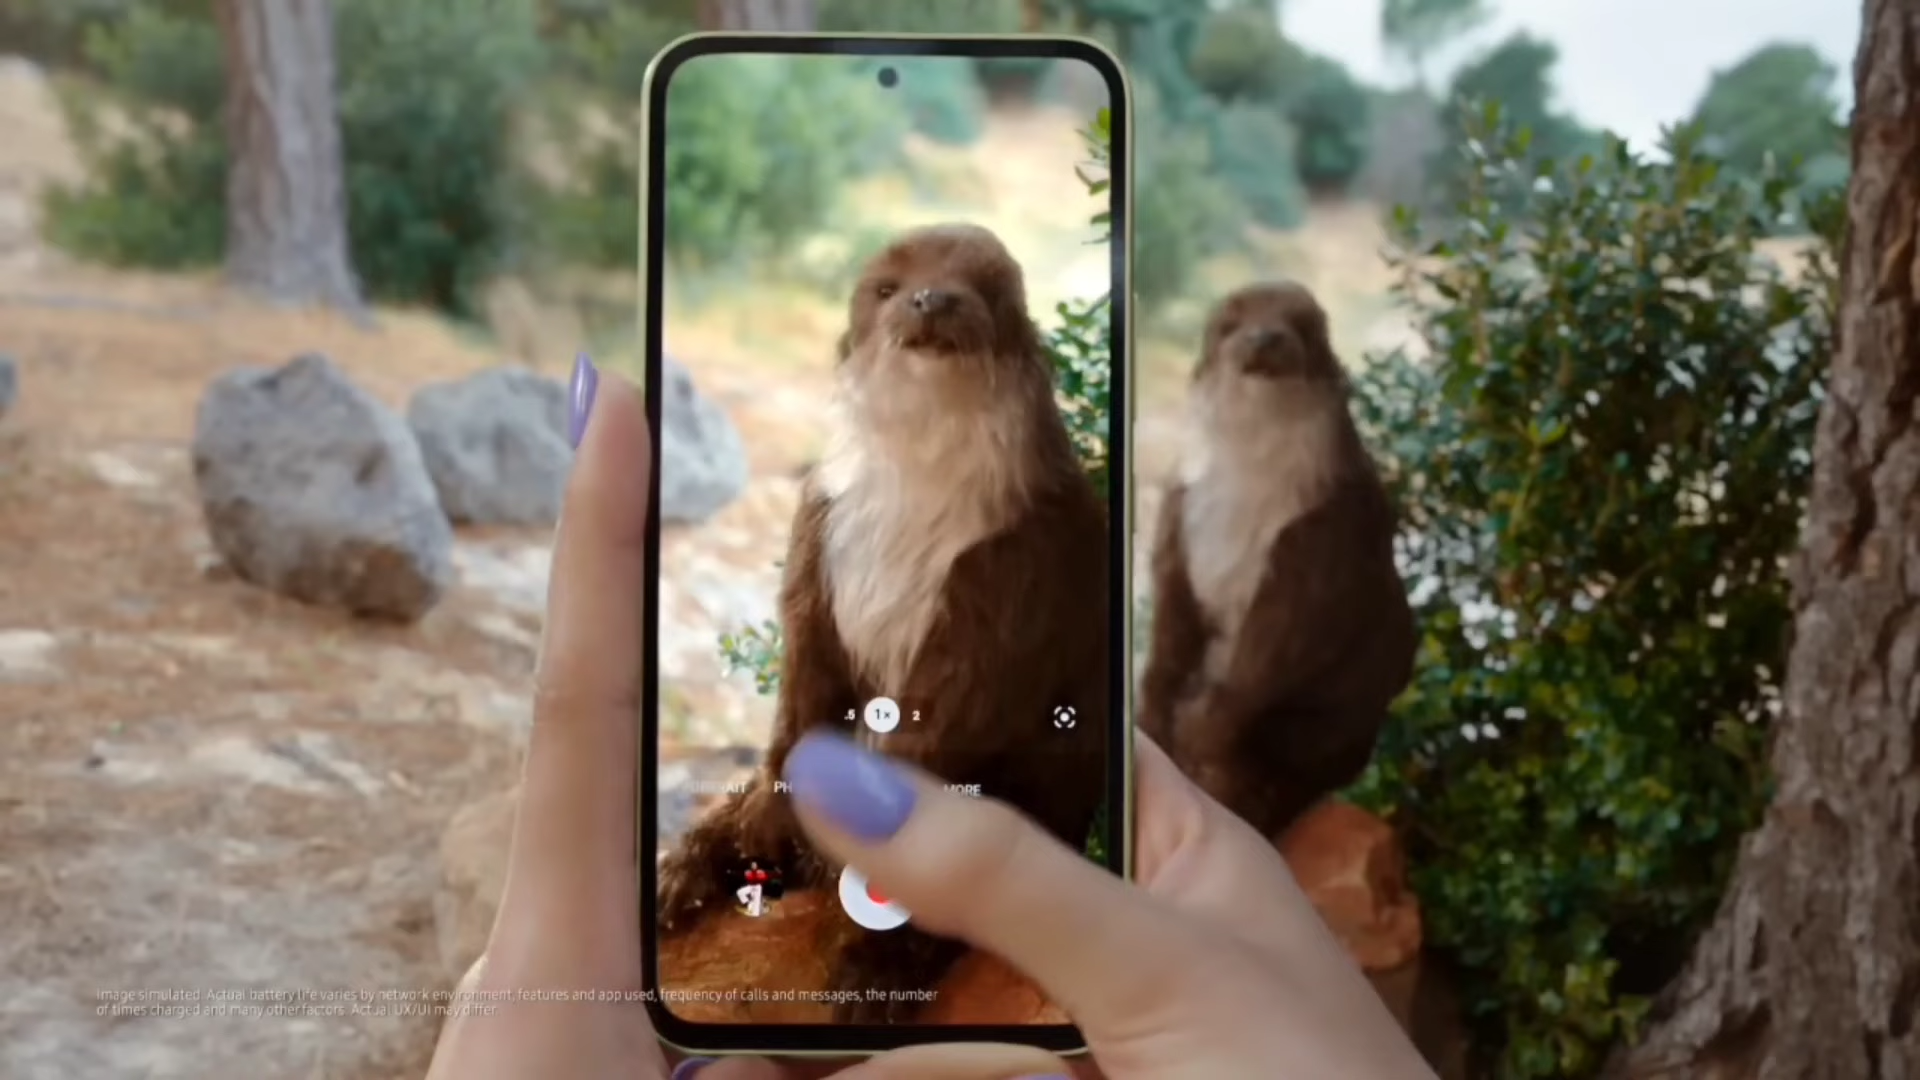 .5 1× 2
PH MORE
Image simulated. Actual battery life varies by network environment, features and app used, frequency of calls and messages, the number
of times charged and many other factors. Actual UX/UI may differ.